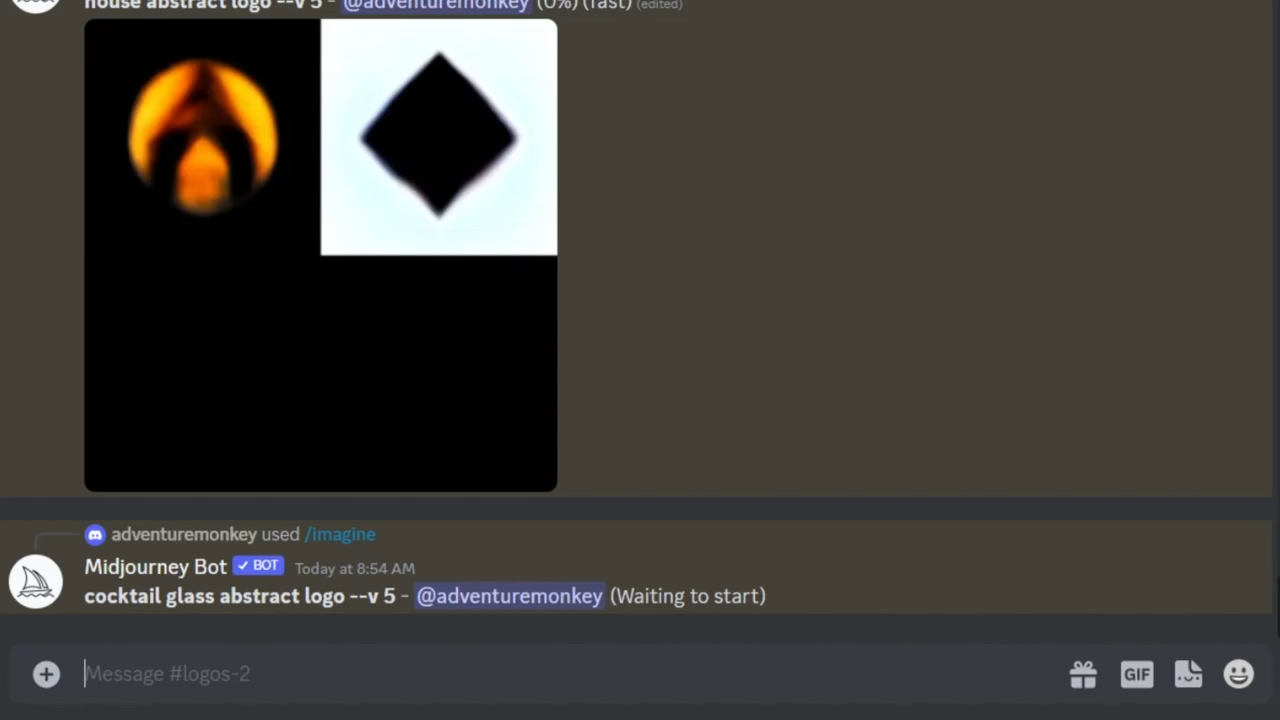 house abstract logo --v 5 - @adventuremonkey (0%) (fast) (edited)
adventuremonkey used /imagine
Midjourney Bot ✓ BOT Today at 8:54 AM
cocktail glass abstract logo --v 5 - @adventuremonkey (Waiting to start)
Message #logos-2
GIF